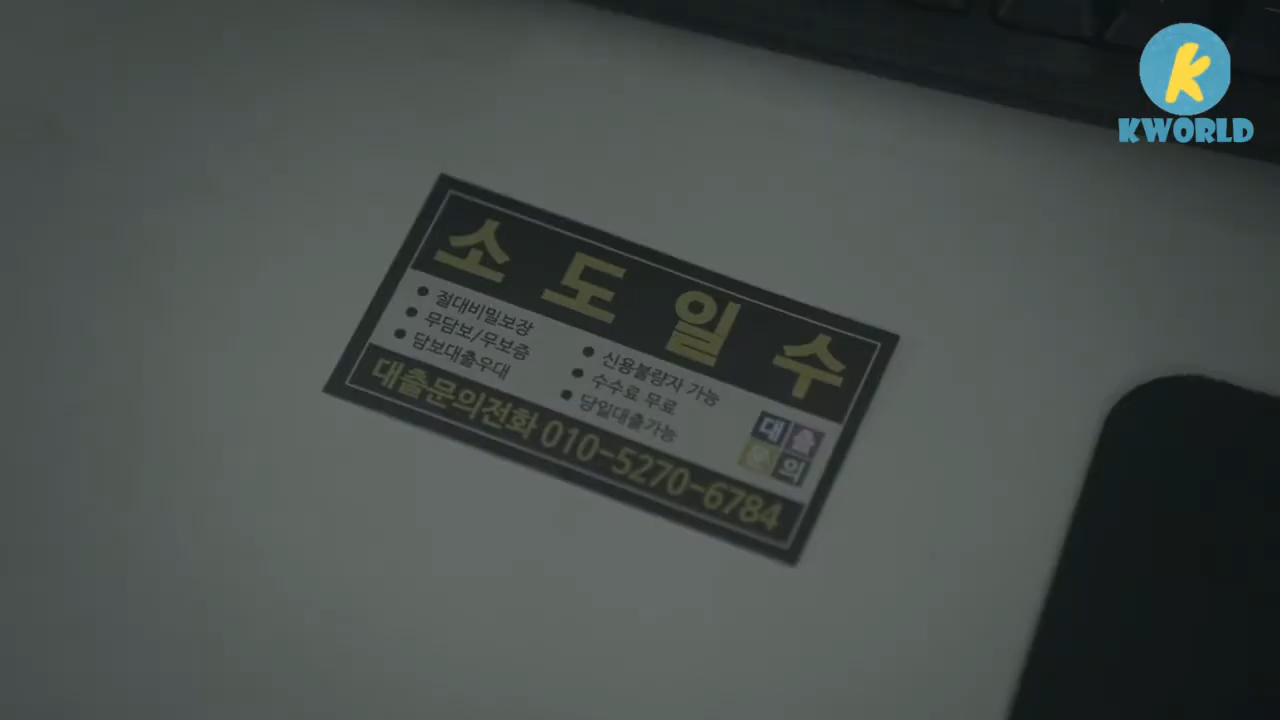 K
KWORLD
소도일수
● 절대비밀보장
● 무담보/무보증
● 담보대출우대
● 신용불량자 가능
● 수수료 무료
● 당일대출가능
대출
문의
대출문의전화 010-5270-6784